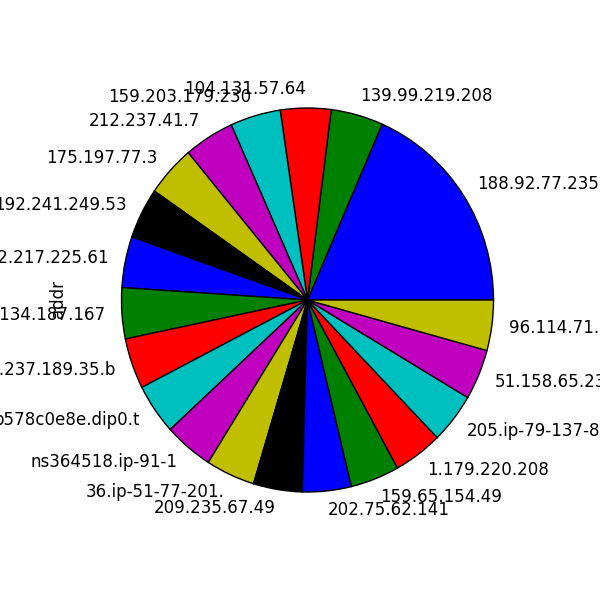 104.131.57.64
159.203.179.230
139.99.219.208
212.237.41.7
175.197.77.3
188.92.77.235
192.241.249.53
2.217.225.61
addr
96.114.71.
.237.189.35.b
51.158.65.23
b578c0e8e.dip0.t
205.ip-79-137-8
ns364518.ip-91-1
1.179.220.208
36.ip-51-77-201.
159.65.154.49
209.235.67.49
202.75.62.141